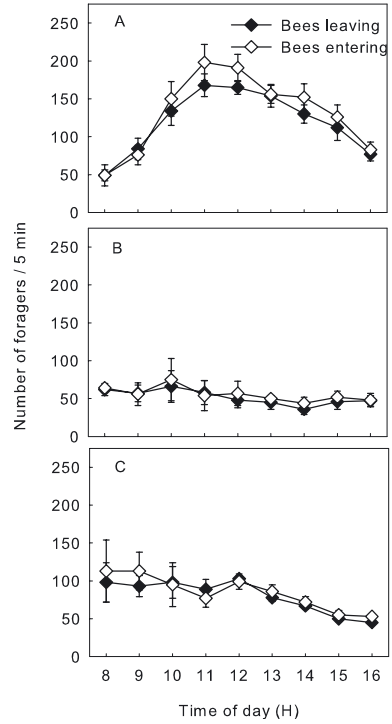 A
Bees leaving
Bees entering
250
200
150
100
50
0
B
250
200
150
100
50
0
C
250
200
150
100
50
0
Number of foragers / 5 min
8 9 10 11 12 13 14 15 16
Time of day (H)